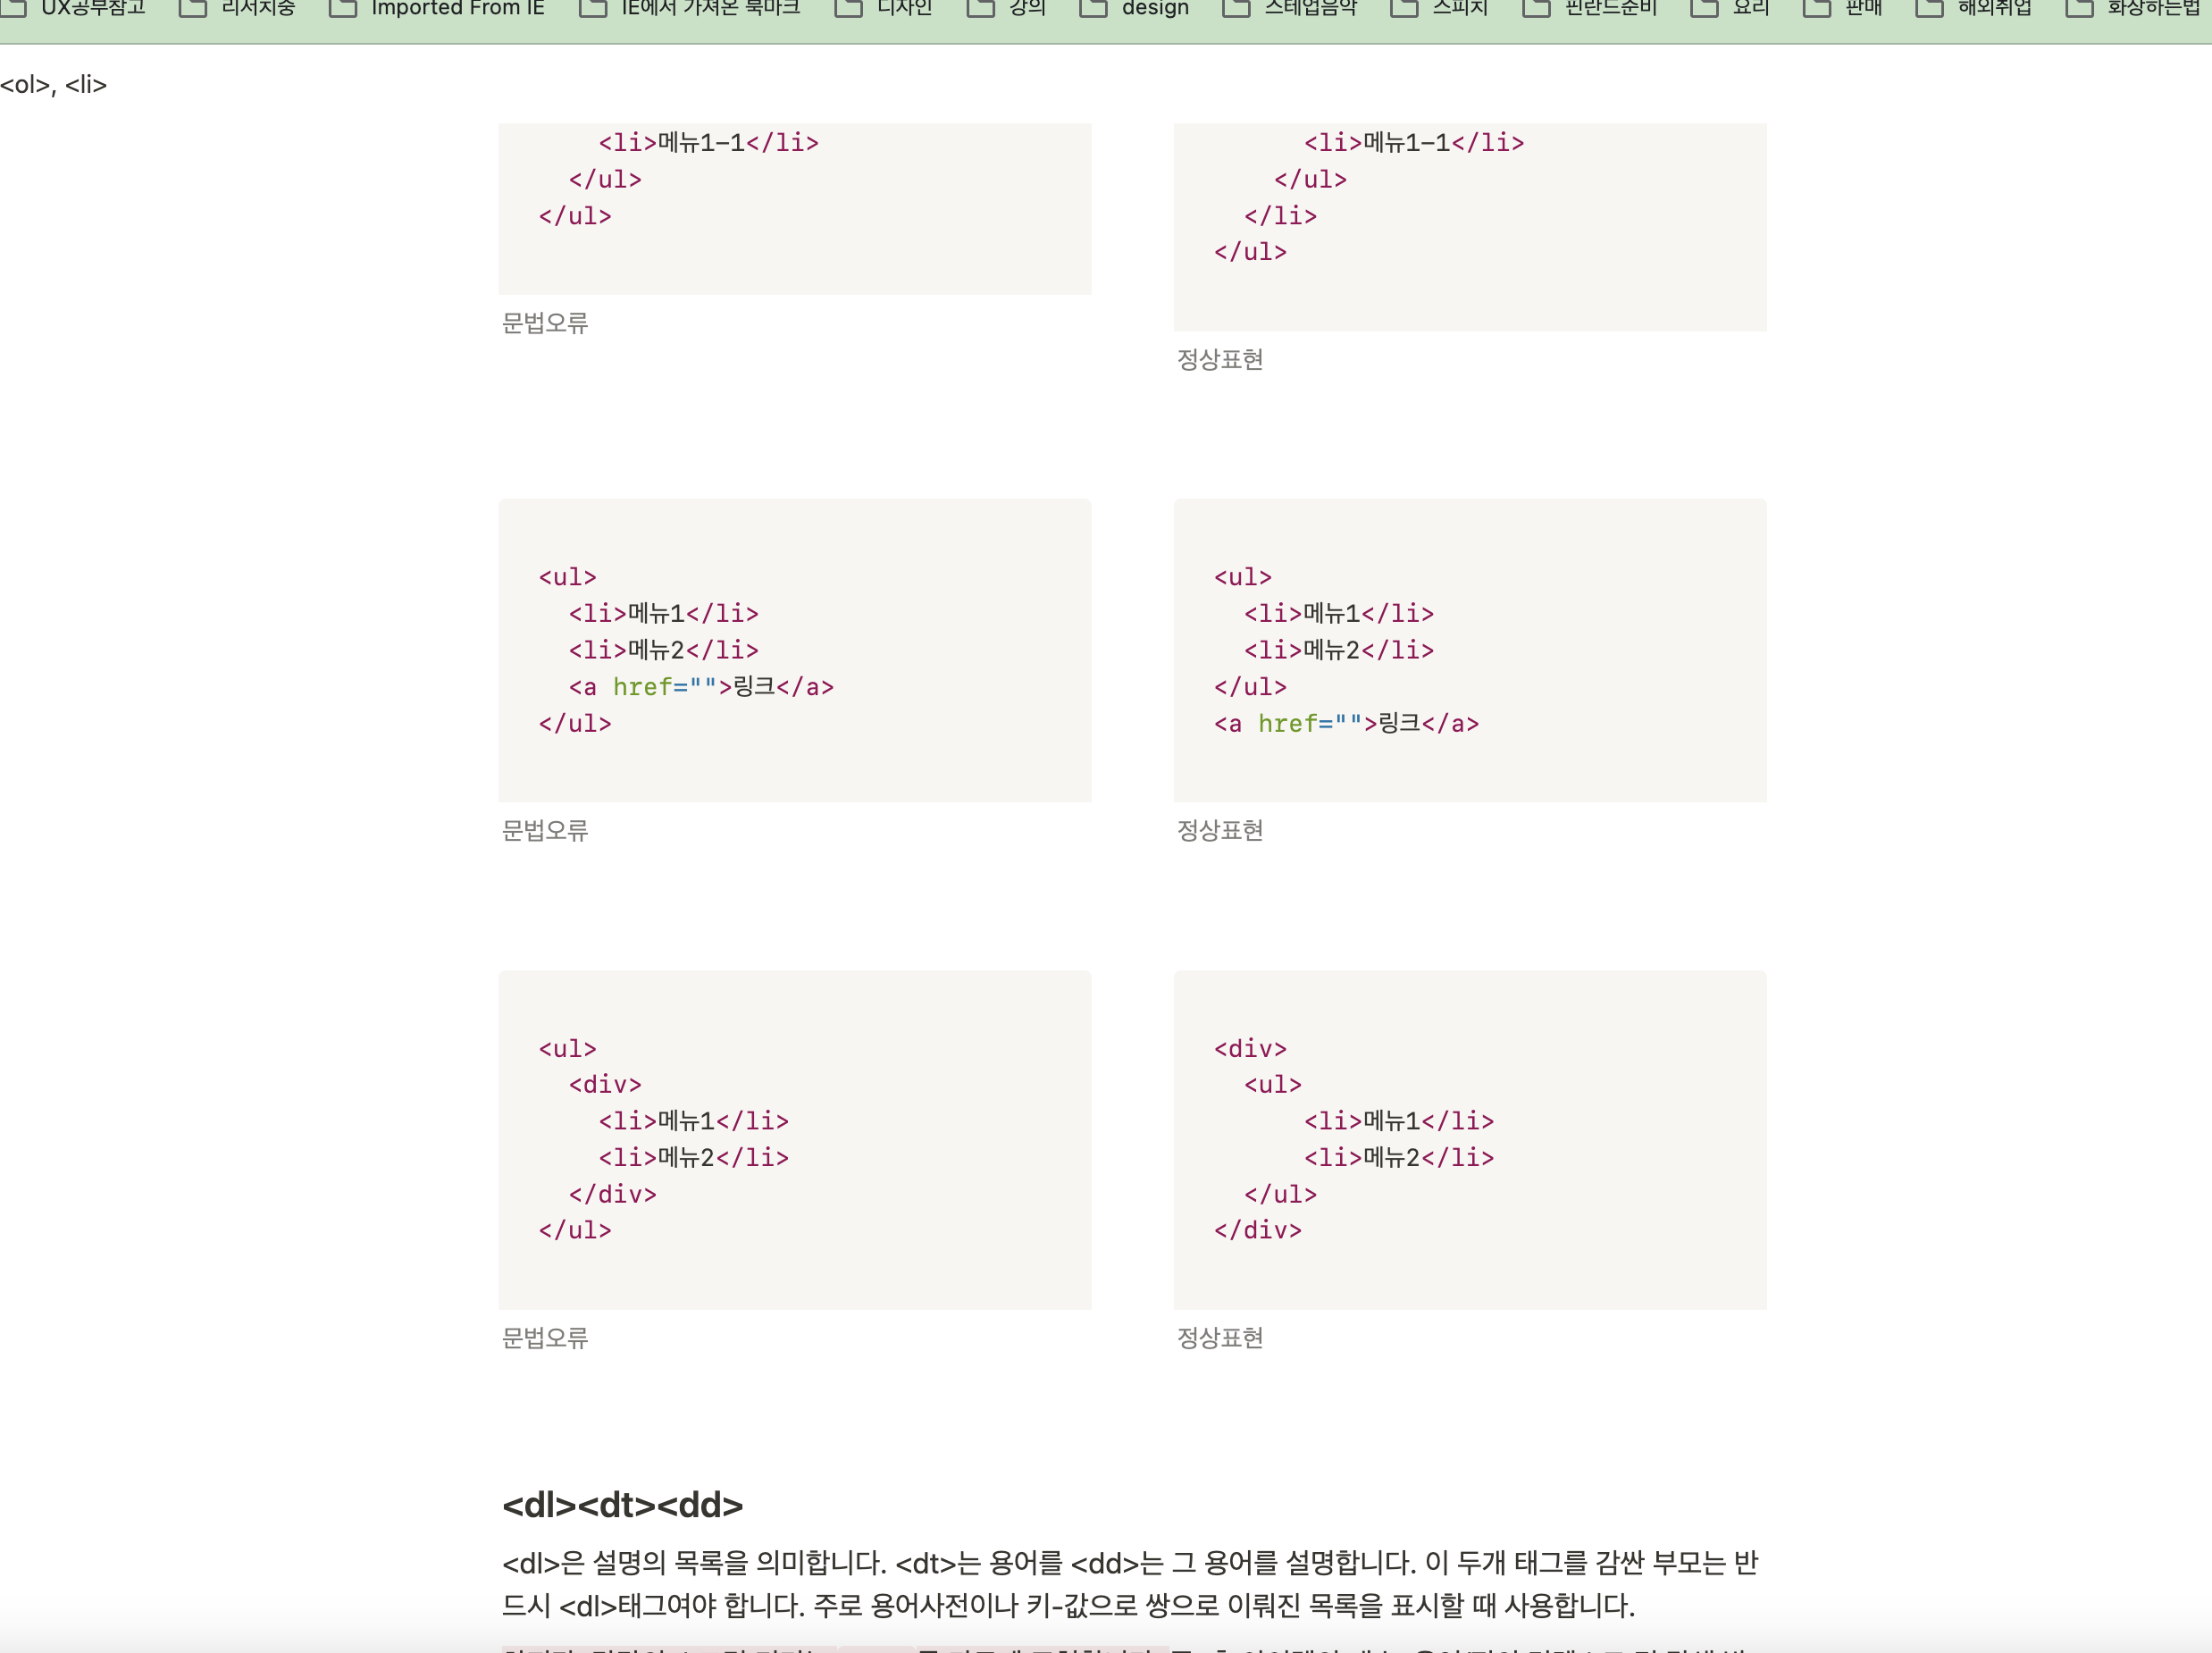 UX공부참고 리서치중 Imported From IE IE에서 가져온 북마크 디자인 강의 design 스테업음악 스피치 핀란드준비 요리 판매 해외취업 화장하는법
<ol>, <li>
<li>메뉴1-1</li>
</ul>
</ul>
문법오류
<li>메뉴1-1</li>
</ul>
</li>
</ul>
정상표현
<ul>
<li>메뉴1</li>
<li>메뉴2</li>
<a href="">링크</a>
</ul>
문법오류
<ul>
<li>메뉴1</li>
<li>메뉴2</li>
</ul>
<a href="">링크</a>
정상표현
<ul>
<div>
<li>메뉴1</li>
<li>메뉴2</li>
</div>
</ul>
문법오류
<div>
<ul>
<li>메뉴1</li>
<li>메뉴2</li>
</ul>
</div>
정상표현
<dl><dt><dd>
<dl>은 설명의 목록을 의미합니다. <dt>는 용어를 <dd>는 그 용어를 설명합니다. 이 두개 태그를 감싼 부모는 반
드시 <dl>태그여야 합니다. 주로 용어사전이나 키-값으로 쌍으로 이뤄진 목록을 표시할 때 사용합니다.